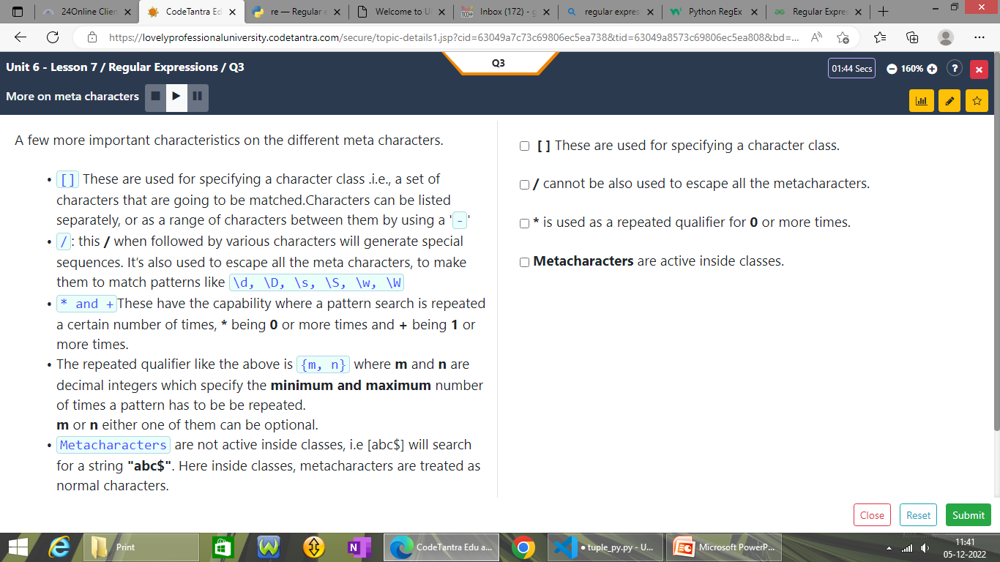 24Online Clien
CodeTantra Ed
re — Regular e
Welcome to U
Inbox (172) - g
regular expres
Python RegEx
Regular Expre
https://lovelyprofessionaluniversity.codetantra.com/secure/topic-details1.jsp?cid=63049a7c73c69806ec5ea738&tid=63049a8573c69806ec5ea808&bd=...
Unit 6 - Lesson 7 / Regular Expressions / Q3
Q3
01:44 Secs
160%
?
More on meta characters
A few more important characteristics on the different meta characters.
• [] These are used for specifying a character class .i.e., a set of
characters that are going to be matched.Characters can be listed
separately, or as a range of characters between them by using a '-'
• /: this / when followed by various characters will generate special
sequences. It’s also used to escape all the meta characters, to make
them to match patterns like \d, \D, \s, \S, \w, \W
• * and +These have the capability where a pattern search is repeated
a certain number of times, * being 0 or more times and + being 1 or
more times.
• The repeated qualifier like the above is {m, n} where m and n are
decimal integers which specify the minimum and maximum number
of times a pattern has to be be repeated.
m or n either one of them can be optional.
• Metacharacters are not active inside classes, i.e [abc$] will search
for a string "abc$". Here inside classes, metacharacters are treated as
normal characters.
[ ] These are used for specifying a character class.
/ cannot be also used to escape all the metacharacters.
* is used as a repeated qualifier for 0 or more times.
Metacharacters are active inside classes.
Close
Reset
Submit
Print
CodeTantra Edu a...
• tuple_py.py - U...
Microsoft PowerP...
11:41
05-12-2022